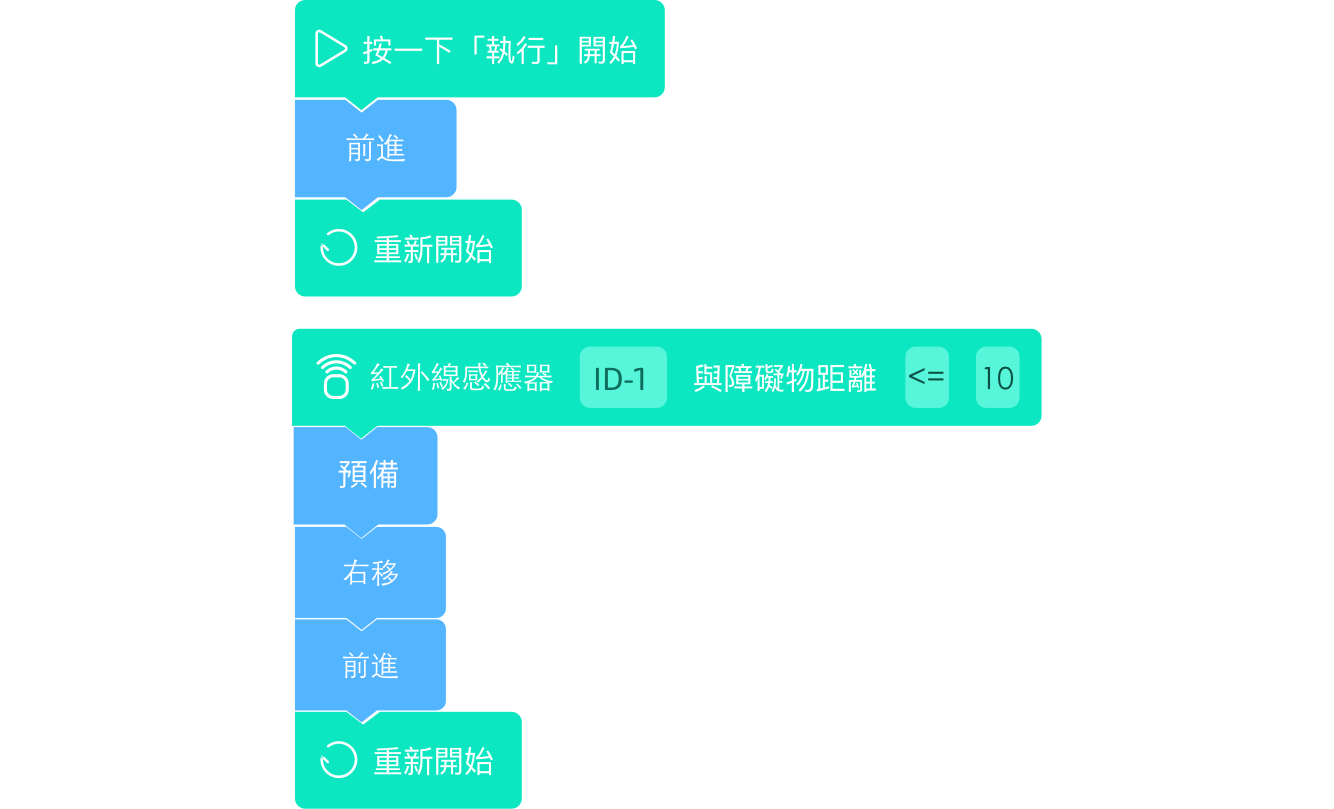 按一下「執行」開始
前進
重新開始
紅外線感應器 ID-1 與障礙物距離 <= 10
預備
右移
前進
重新開始